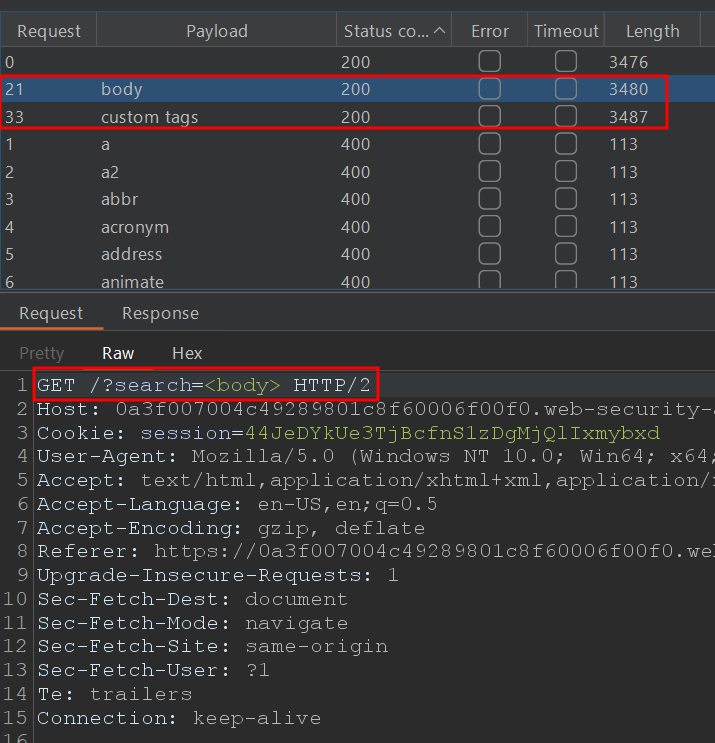 Request Payload Status co... Error Timeout Length
0 200 3476
21 body 200 3480
33 custom tags 200 3487
1 a 400 113
2 a2 400 113
3 abbr 400 113
4 acronym 400 113
5 address 400 113
6 animate 400 113
Request Response
Pretty Raw Hex
1 GET /?search=<body> HTTP/2
2 Host: 0a3f007004c49289801c8f60006f00f0.web-security-
3 Cookie: session=44JeDYkUe3TjBcfnS1zDgMjQlIxmybxd
4 User-Agent: Mozilla/5.0 (Windows NT 10.0; Win64; x64;
5 Accept: text/html,application/xhtml+xml,application/
6 Accept-Language: en-US,en;q=0.5
7 Accept-Encoding: gzip, deflate
8 Referer: https://0a3f007004c49289801c8f60006f00f0.we
9 Upgrade-Insecure-Requests: 1
10 Sec-Fetch-Dest: document
11 Sec-Fetch-Mode: navigate
12 Sec-Fetch-Site: same-origin
13 Sec-Fetch-User: ?1
14 Te: trailers
15 Connection: keep-alive
16